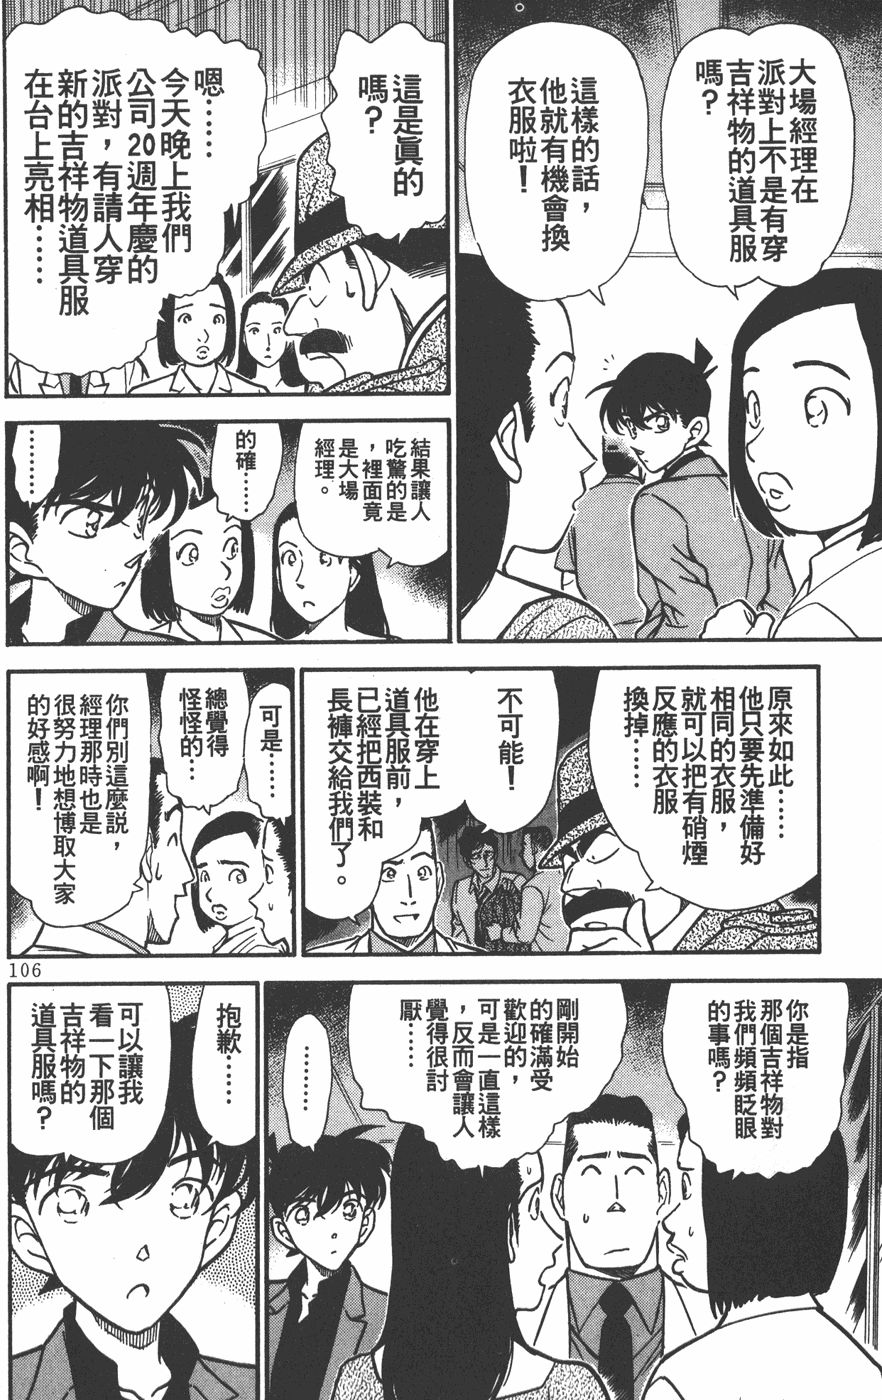 大場經理在
派對上不是有穿
吉祥物的道具服
嗎？
這樣的話，
他就有機會換
衣服啦！
這是真的
嗎？
嗯……
今天晚上我們
公司20週年慶的
派對，有請人穿
新的吉祥物道具服
在台上亮相……
結果讓人
吃驚的是
，裡面竟
是大場
經理。
的確……
……
原來如此……
他只要先準備好
相同的衣服，
就可以把有硝煙
反應的衣服
換掉……
不可能！
他在穿上
道具服前，
已經把西裝和
長褲交給我們了。
可是……
總覺得
怪怪的…
你們別這麼說，
經理那時也是
很努力地想博取大家
的好感啊！
106
你是指
那個吉祥物對
我們頻頻眨眼
的事嗎？
剛開始
的確滿受
歡迎的，
可是一直這樣
，反而會讓人
覺得很討
厭……
……
抱歉……
可以讓我
看一下那個
吉祥物的
道具服嗎？